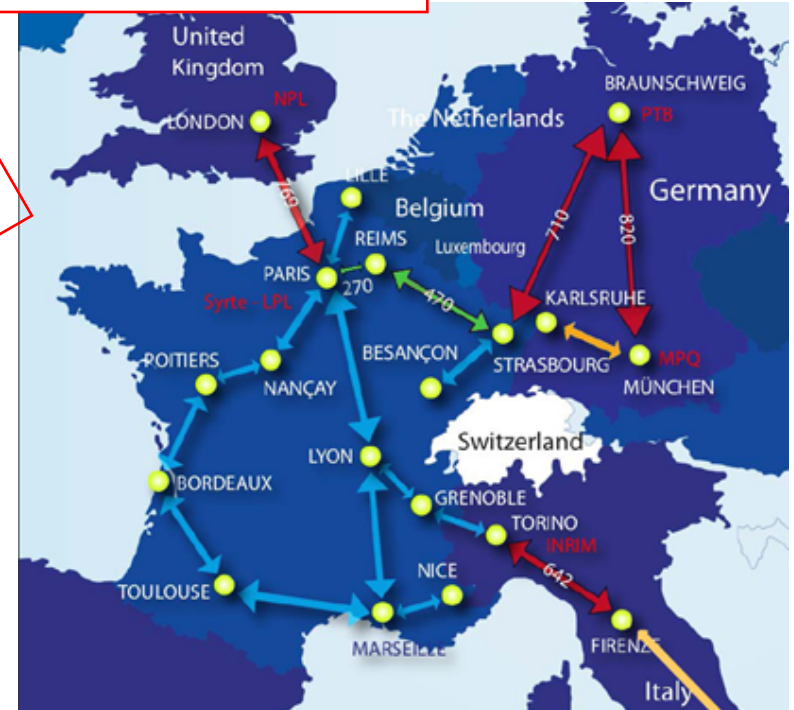 United
Kingdom
NPL
LONDON
BRAUNSCHWEIG
PTB
The Netherlands
LILLE
760
Belgium
Germany
710
820
REIMS
Luxembourg
PARIS
270
470
KARLSRUHE
Syrte - LPL
BESANÇON
STRASBOURG
MPQ
POITIERS
NANÇAY
MÜNCHEN
LYON
Switzerland
BORDEAUX
GRENOBLE
TORINO
INRIM
NICE
642
TOULOUSE
MARSEILLE
FIRENZE
Italy